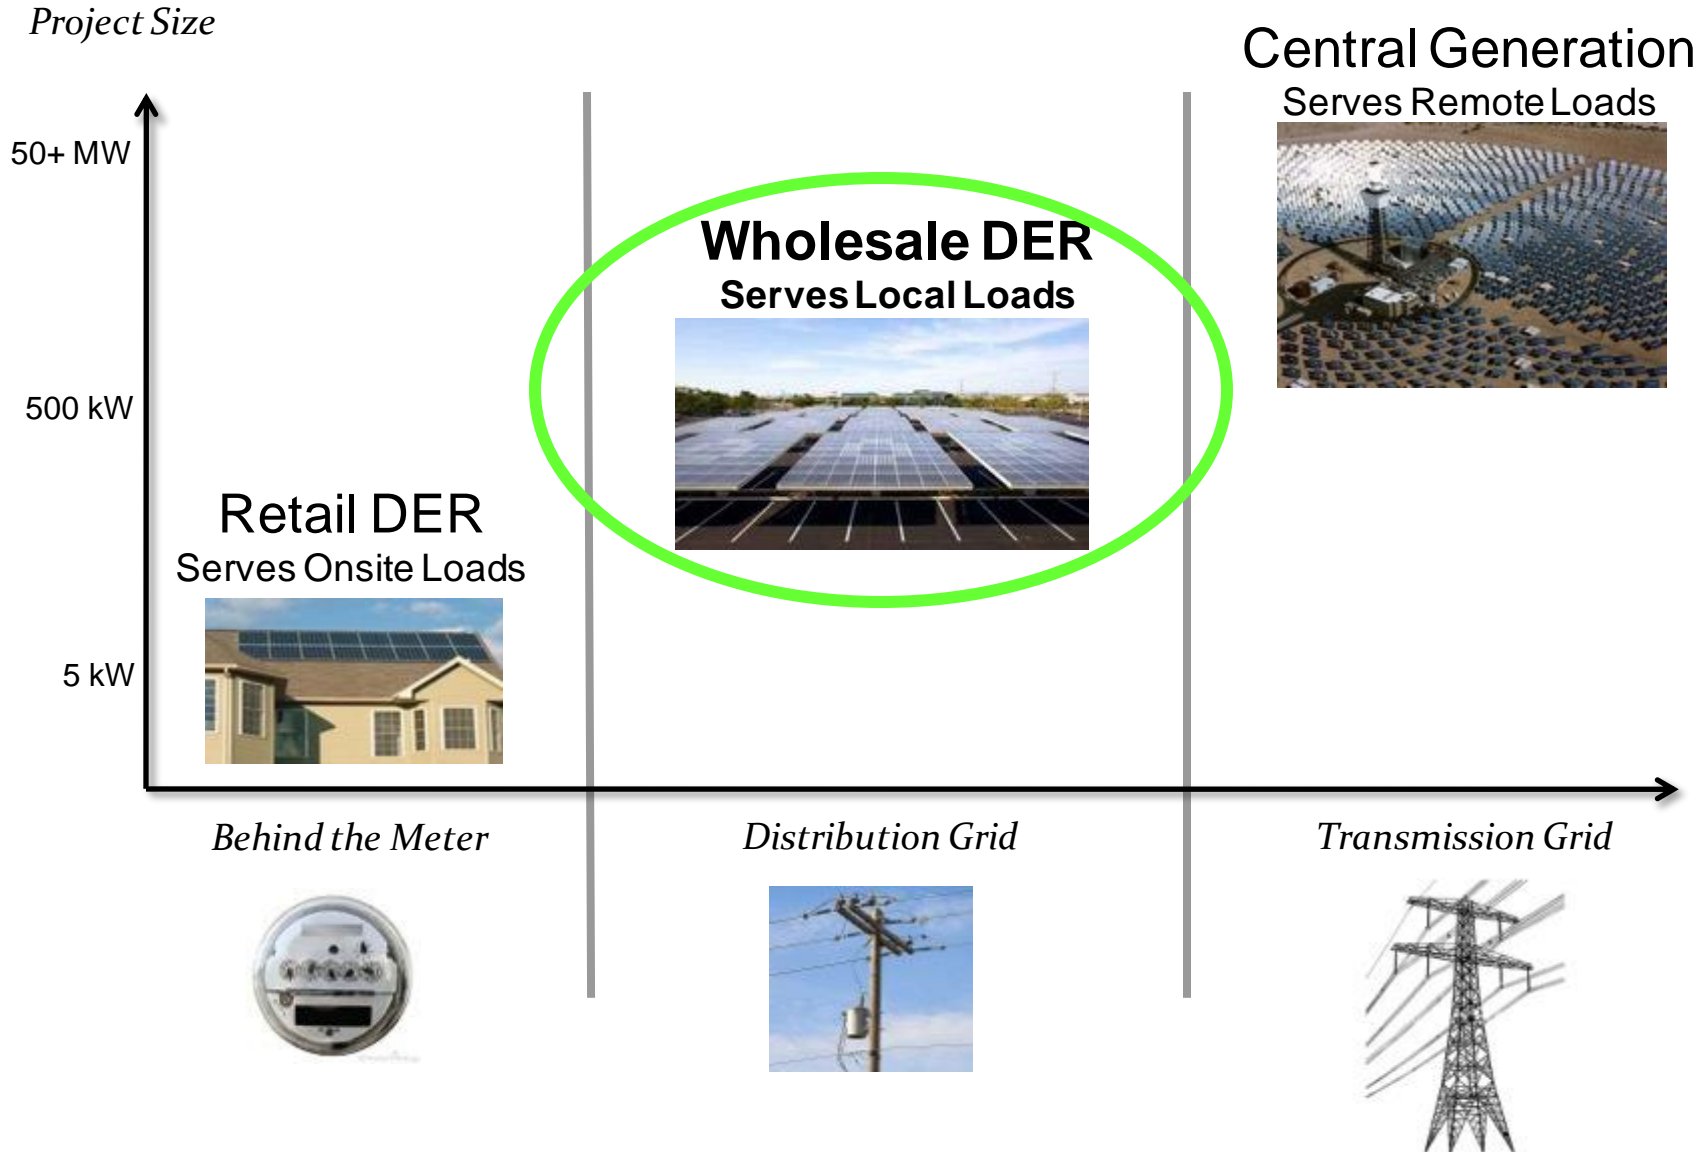 Project Size
Central Generation
Serves Remote Loads
50+ MW
Wholesale DER
Serves Local Loads
500 kW
Retail DER
Serves Onsite Loads
5 kW
Behind the Meter
Distribution Grid
Transmission Grid